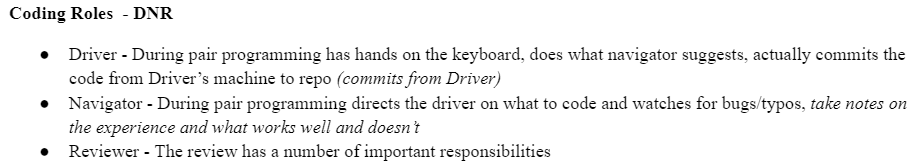 Coding Roles - DNR
● Driver - During pair programming has hands on the keyboard, does what navigator suggests, actually commits the
code from Driver's machine to repo (commits from Driver)
● Navigator - During pair programming directs the driver on what to code and watches for bugs/typos, take notes on
the experience and what works well and doesn't
● Reviewer - The review has a number of important responsibilities